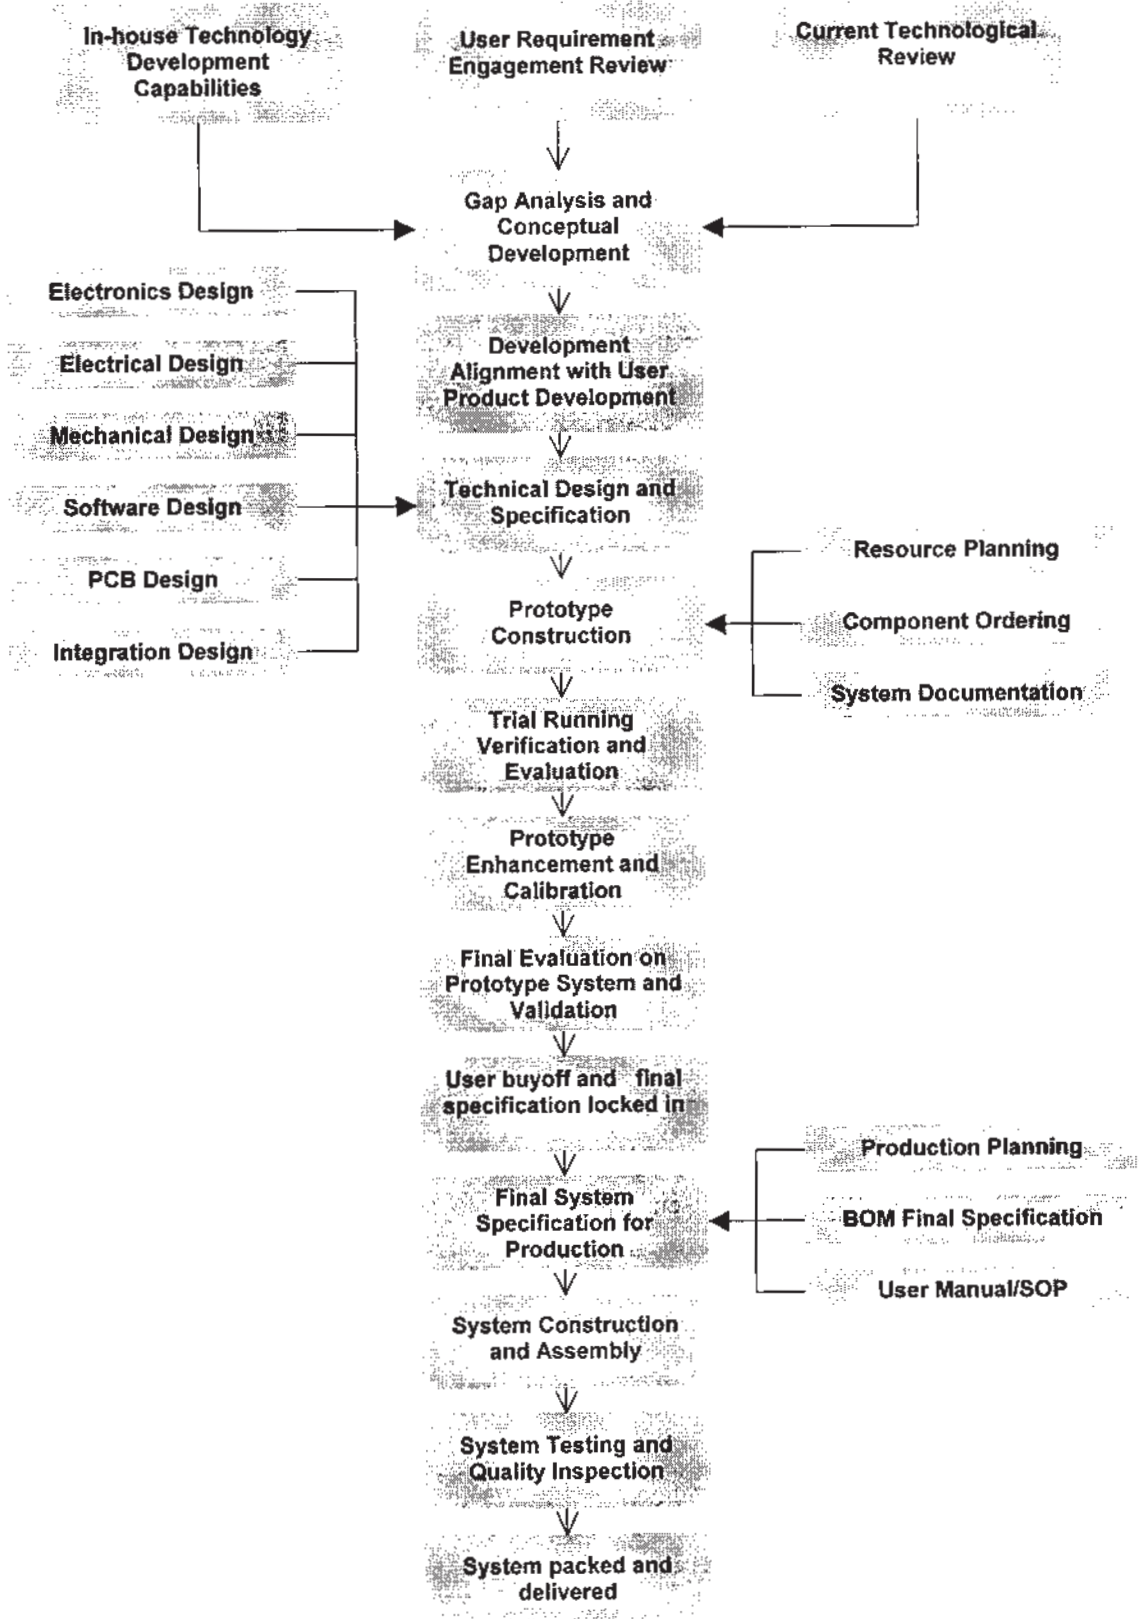 In-house Technology
Development
Capabilities
User Requirement
Engagement Review
Current Technological
Review
Gap Analysis and
Conceptual
Development
Electronics Design
Electrical Design
Mechanical Design
Software Design
PCB Design
Integration Design
Development
Alignment with User
Product Development
Technical Design and
Specification
Prototype
Construction
Resource Planning
Component Ordering
System Documentation
Trial Running
Verification and
Evaluation
Prototype
Enhancement and
Calibration
Final Evaluation on
Prototype System and
Validation
User buyoff and final
specification locked in
Final System
Specification for
Production
Production Planning
BOM Final Specification
User Manual/SOP
System Construction
and Assembly
System Testing and
Quality Inspection
System packed and
delivered